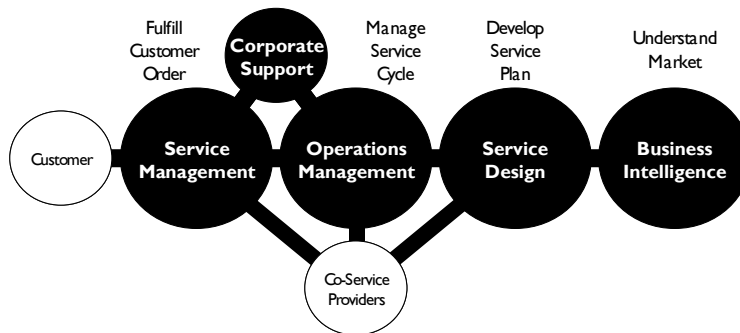 Fulfill
Customer
Order
Corporate
Support
Manage
Service
Cycle
Develop
Service
Plan
Understand
Market
Customer
Service
Management
Operations
Management
Service
Design
Business
Intelligence
Co-Service
Providers